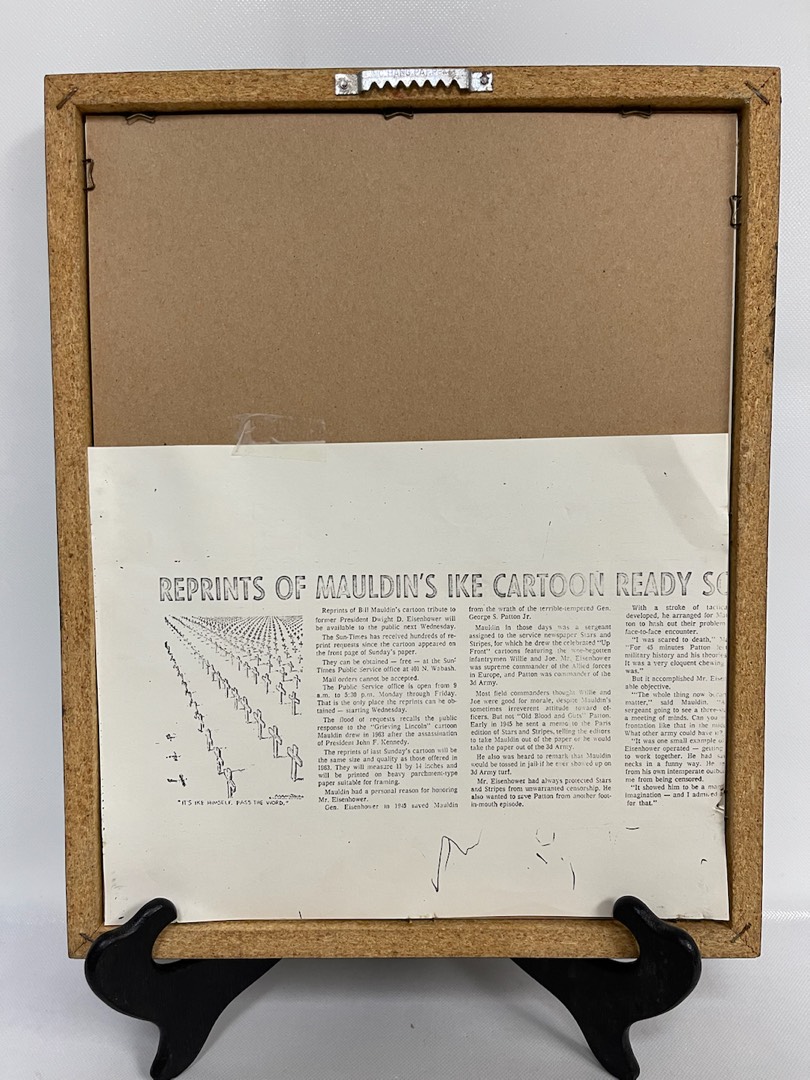 REPRINTS OF MAULDIN'S IKE CARTOON READY
"IT'S IKE HIMSELF. PASS THE WORD."
Reprints of Bill Mauldin's cartoon tribute to
former President Dwight D. Eisenhower will
be available to the public next Wednesday.
The Sun-Times has received hundreds of re-
print requests since the cartoon appeared on
the front page of Sunday's paper.
They can be obtained — free — at the Sun-
Times Public Service office at 401 N. Wabash.
Mail orders cannot be accepted.
The Public Service office is open from 9
a.m. to 5:30 p.m. Monday through Friday.
That is the only place the reprints can be ob-
tained — starting Wednesday.
The flood of requests recalls the public
response to the "Grieving Lincoln" cartoon
Mauldin drew in 1963 after the assassination
of President John F. Kennedy.
The reprints of last Sunday's cartoon will be
the same size and quality as those offered in
1963. They will measure 11 by 14 inches and
will be printed on heavy parchment-type
paper suitable for framing.
Mauldin had a personal reason for honoring
Mr. Eisenhower.
Gen. Eisenhower in 1945 saved Mauldin
from the wrath of the terrible-tempered Gen.
George S. Patton Jr.
Mauldin in those days was a sergeant
assigned to the service newspaper Stars and
Stripes, for which he drew the celebrated "Up
Front" cartoons featuring the woe-begotten
infantrymen Willie and Joe. Mr. Eisenhower
was supreme commander of the Allied forces
in Europe, and Patton was commander of the
3d Army.
Most field commanders thought Willie and
Joe were good for morale, despite Mauldin's
sometimes irreverent attitude toward of-
ficers. But not "Old Blood and Guts" Patton.
Early in 1945 he sent a memo to the Paris
edition of Stars and Stripes, telling the editors
to take Mauldin out of the paper or he would
take the paper out of the 3d Army.
He also was heard to remark that Mauldin
would be tossed in jail if he ever showed up on
3d Army turf.
Mr. Eisenhower had always protected Stars
and Stripes from unwarranted censorship. He
also wanted to save Patton from another foot-
in-mouth episode.
With a stroke of
developed, he arranged for
ton to hash out their problem
face-to-face encounter.
"I was scared to death,"
"For 45 minutes Patton
military history and his
It was a very eloquent chewing
was."
But it accomplished Mr.
able objective.
"The whole thing now
matter," said Mauldin.
sergeant going to see a
a meeting of minds. Can you
frontation like that in the
What other army could have
"It was one small example
Eisenhower operated — getting
to work together. He had
necks in a funny way. He
from his own intemperate
me from being censored.
"It showed him to be a
imagination — and I admired
for that."